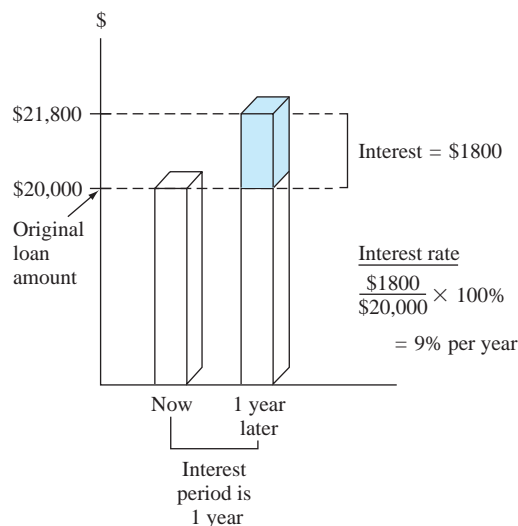 $
$21,800
Interest = $1800
$20,000
Original
loan
amount
Interest rate
$1800
$20,000
× 100%
= 9% per year
Now
1 year
later
Interest
period is
1 year